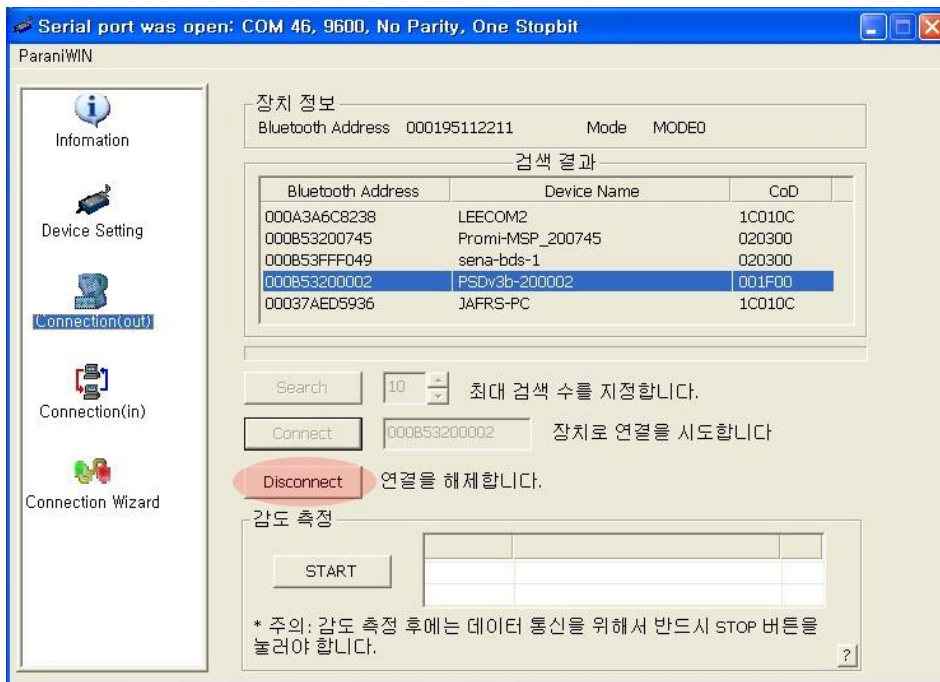 Serial port was open: COM 46, 9600, No Parity, One Stopbit
ParaniWIN
Infomation
Device Setting
Connection(out)
Connection(in)
Connection Wizard
장치 정보
Bluetooth Address 000195112211 Mode MODE0
검색 결과
Bluetooth Address Device Name CoD
000A3A6C8238 LEECOM2 1C010C
000B53200745 Promi-MSP_200745 020300
000B53FFF049 sena-bds-1 020300
000B53200002 PSDv3b-200002 001F00
00037AED5936 JAFRS-PC 1C010C
Search 10 최대 검색 수를 지정합니다.
Connect 000B53200002 장치로 연결을 시도합니다
Disconnect 연결을 해제합니다.
감도 측정
START
* 주의: 감도 측정 후에는 데이터 통신을 위해서 반드시 STOP 버튼을
눌러야 합니다.
?